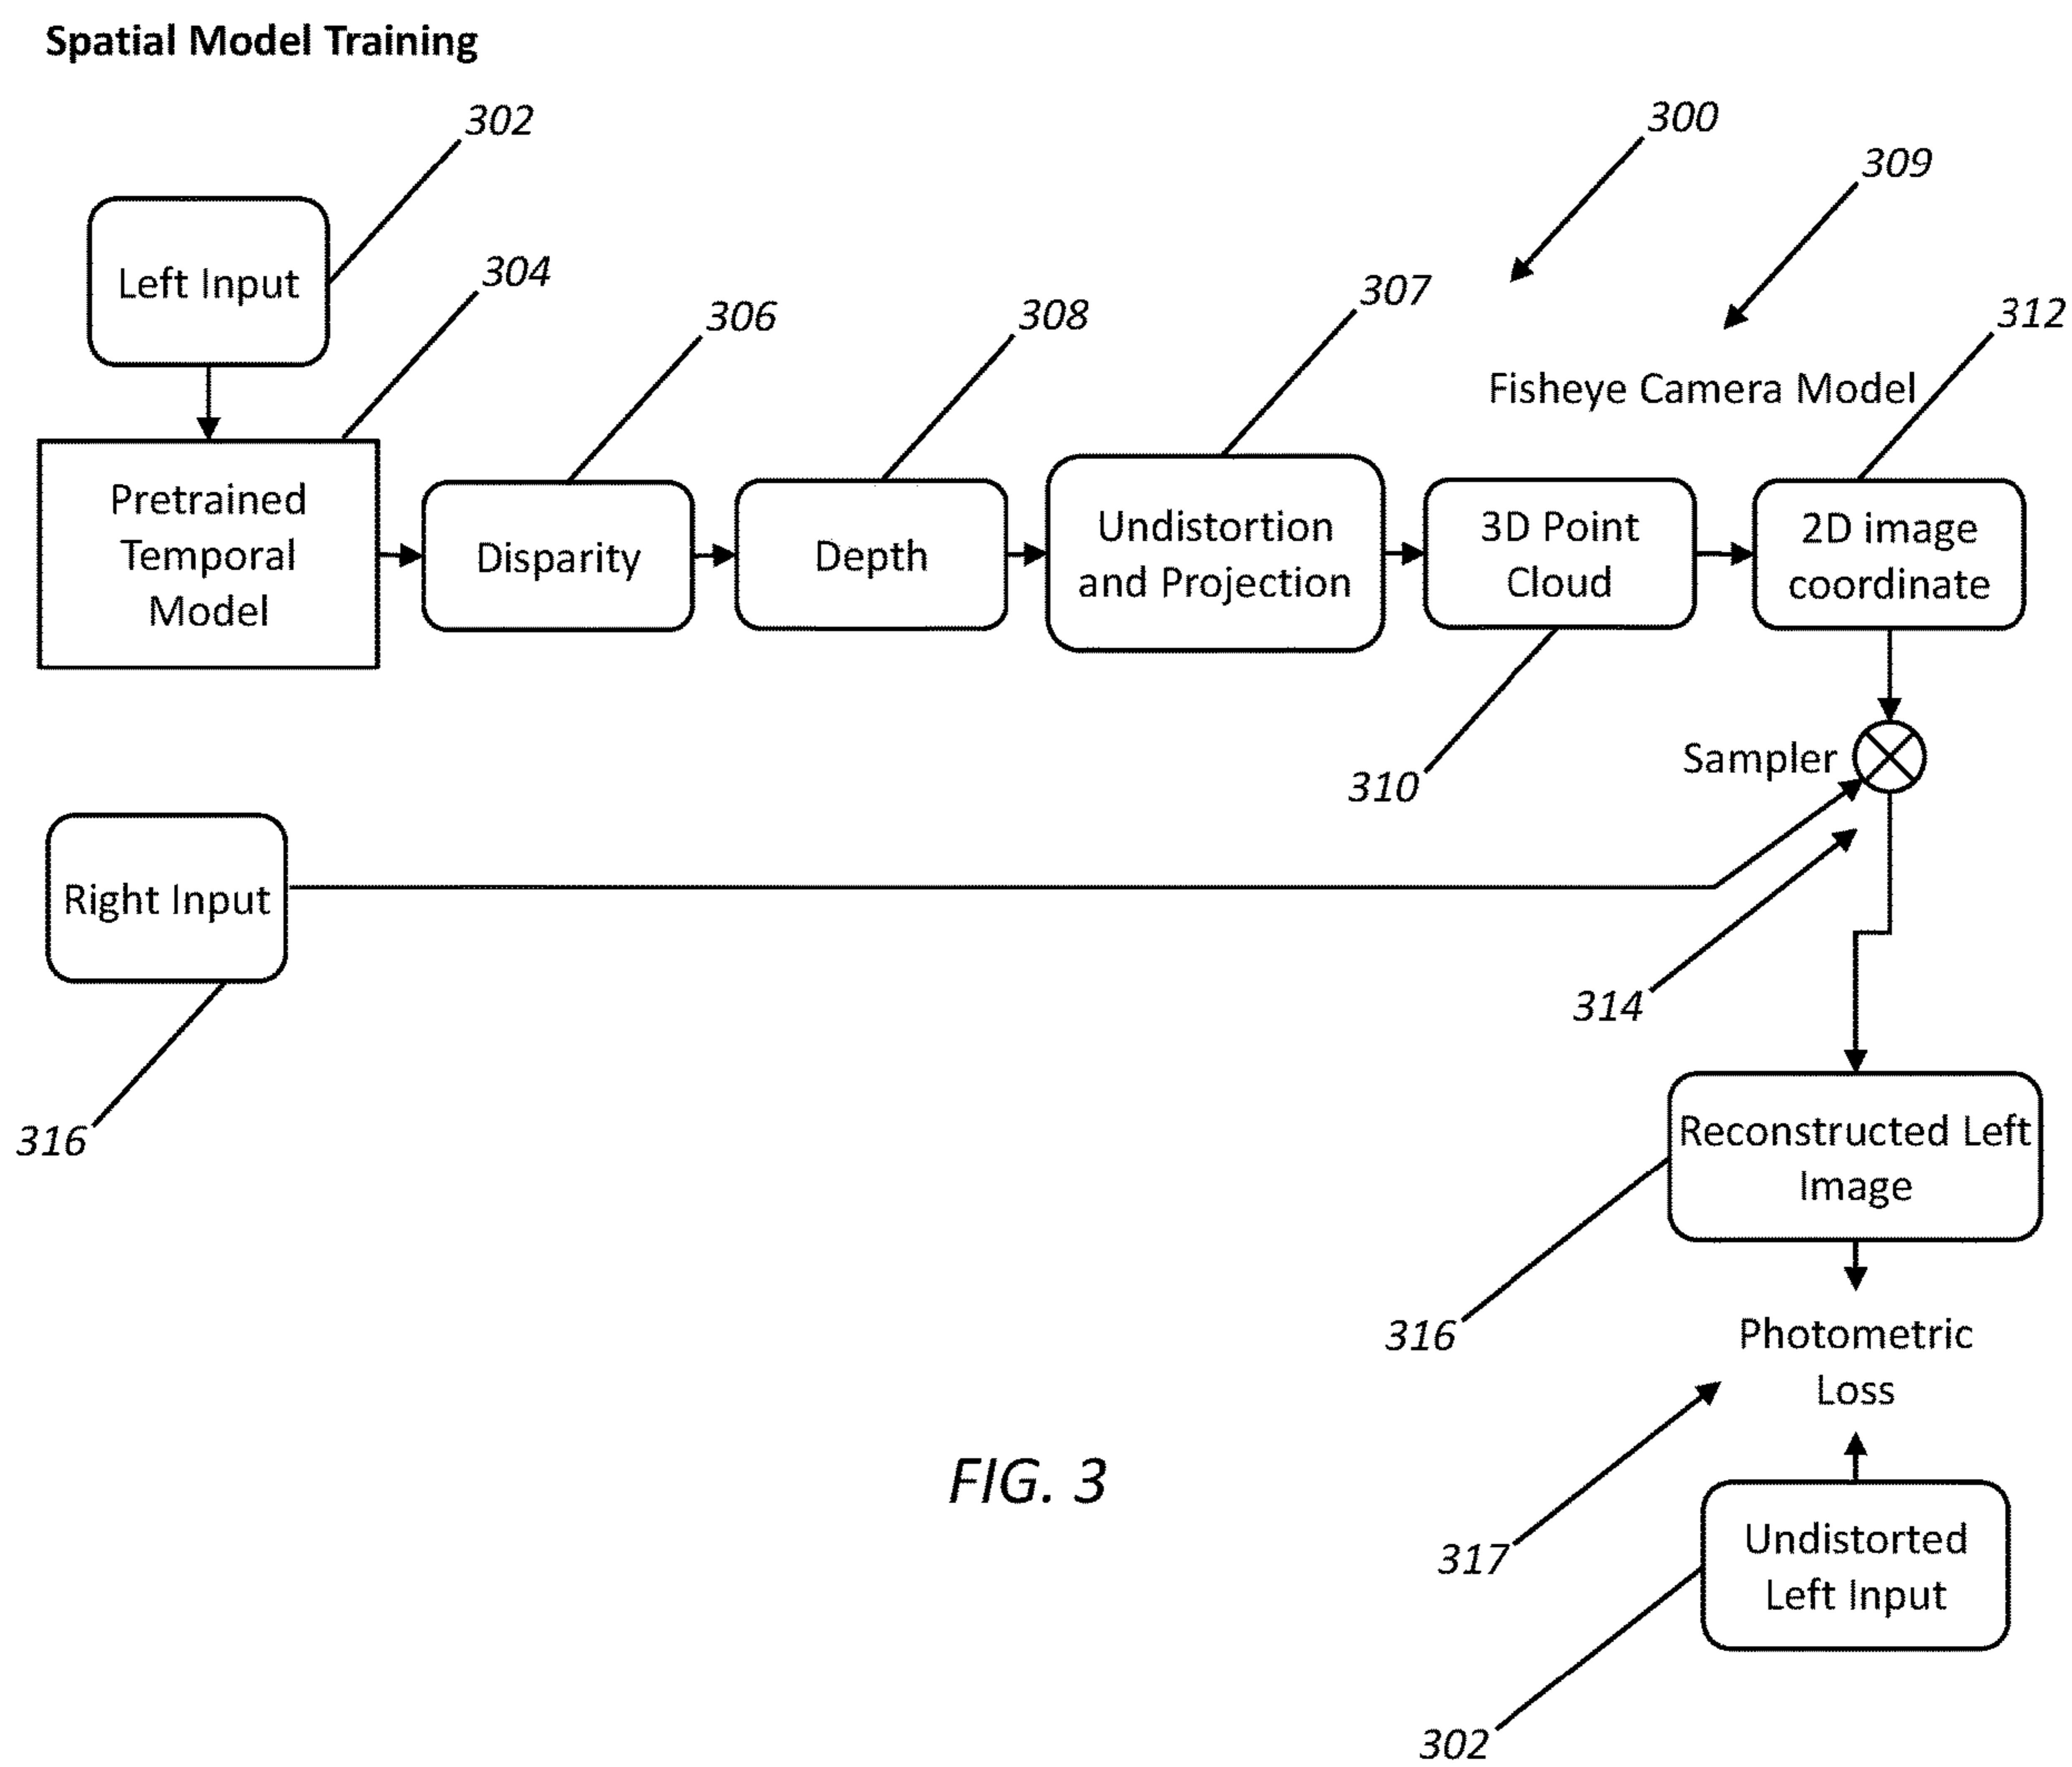 Spatial Model Training
302
300
309
Left Input
304
306
308
307
312
Fisheye Camera Model
Pretrained
Temporal
Model
Disparity
Depth
Undistortion
and Projection
3D Point
Cloud
2D image
coordinate
310
Sampler
Right Input
314
316
Reconstructed Left
Image
316
Photometric
Loss
FIG. 3
317
Undistorted
Left Input
302